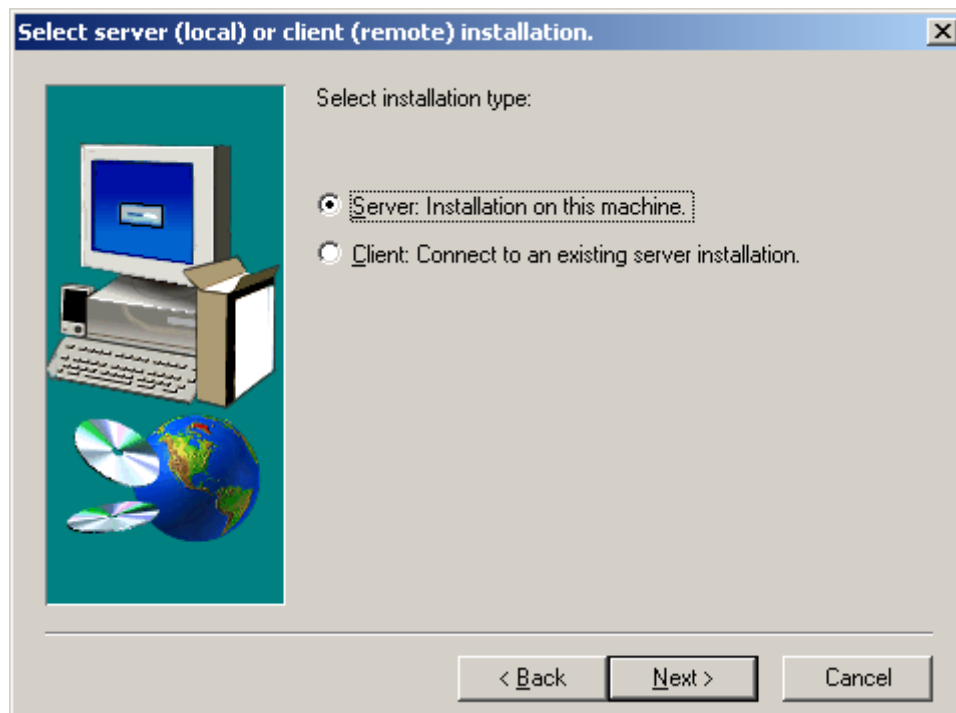 Select server (local) or client (remote) installation.
Select installation type:
Server: Installation on this machine.
Client: Connect to an existing server installation.
< Back Next > Cancel